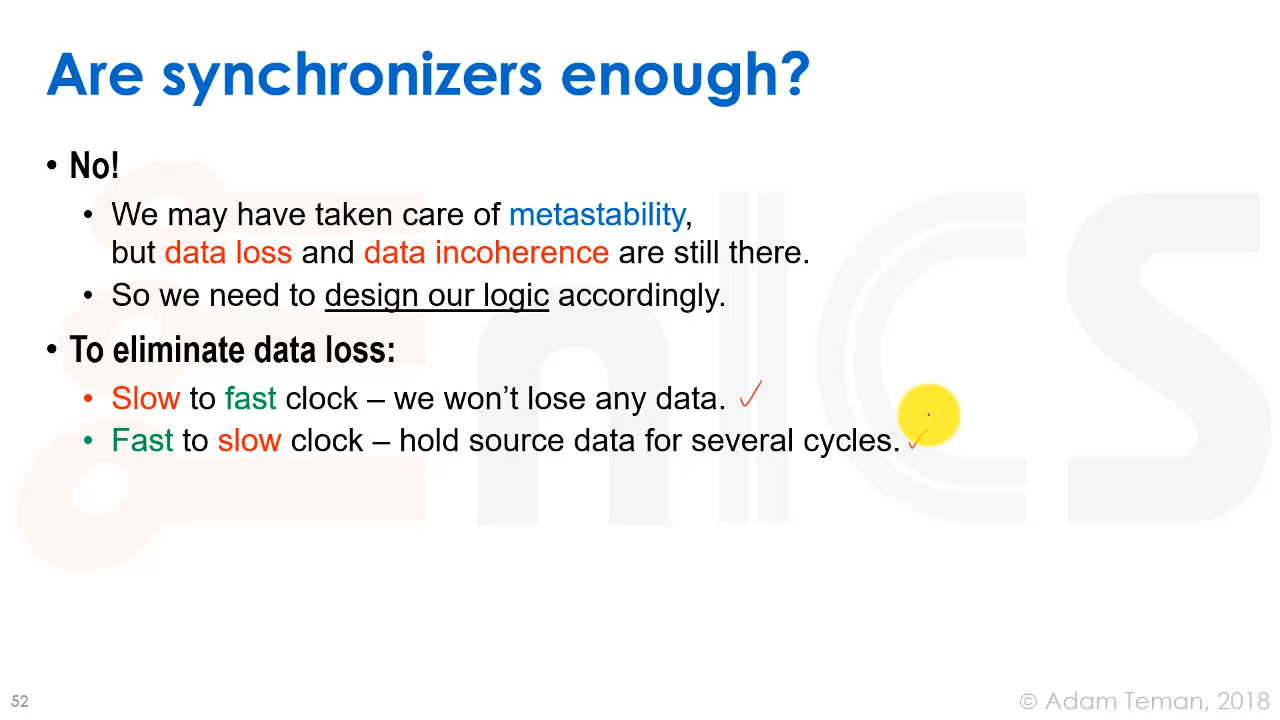 Are synchronizers enough?
• No!
• We may have taken care of metastability,
but data loss and data incoherence are still there.
• So we need to design our logic accordingly.
• To eliminate data loss:
• Slow to fast clock – we won’t lose any data. ✓
• Fast to slow clock – hold source data for several cycles. ✓
EnICS
52
© Adam Teman, 2018